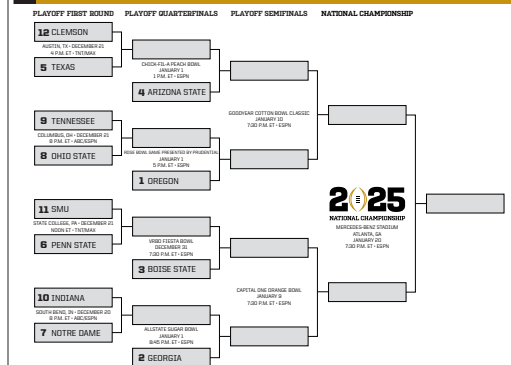 PLAYOFF FIRST ROUND PLAYOFF QUARTERFINALS PLAYOFF SEMIFINALS NATIONAL CHAMPIONSHIP
12 CLEMSON
AUSTIN, TX • DECEMBER 21
4 P.M. ET • TNT/MAX
5 TEXAS
CHICK-FIL-A PEACH BOWL
JANUARY 1
1 P.M. ET • ESPN
4 ARIZONA STATE
9 TENNESSEE
COLUMBUS, OH • DECEMBER 21
8 P.M. ET • ABC/ESPN
8 OHIO STATE
ROSE BOWL GAME PRESENTED BY PRUDENTIAL
JANUARY 1
5 P.M. ET • ESPN
1 OREGON
GOODYEAR COTTON BOWL CLASSIC
JANUARY 10
7:30 P.M. ET • ESPN
11 SMU
STATE COLLEGE, PA • DECEMBER 21
NOON ET • TNT/MAX
6 PENN STATE
VRBO FIESTA BOWL
DECEMBER 31
7:30 P.M. ET • ESPN
3 BOISE STATE
10 INDIANA
SOUTH BEND, IN • DECEMBER 20
8 P.M. ET • ABC/ESPN
7 NOTRE DAME
ALLSTATE SUGAR BOWL
JANUARY 1
8:45 P.M. ET • ESPN
2 GEORGIA
CAPITAL ONE ORANGE BOWL
JANUARY 9
7:30 P.M. ET • ESPN
2025
NATIONAL CHAMPIONSHIP
MERCEDES-BENZ STADIUM
ATLANTA, GA
JANUARY 20
7:30 P.M. ET • ESPN